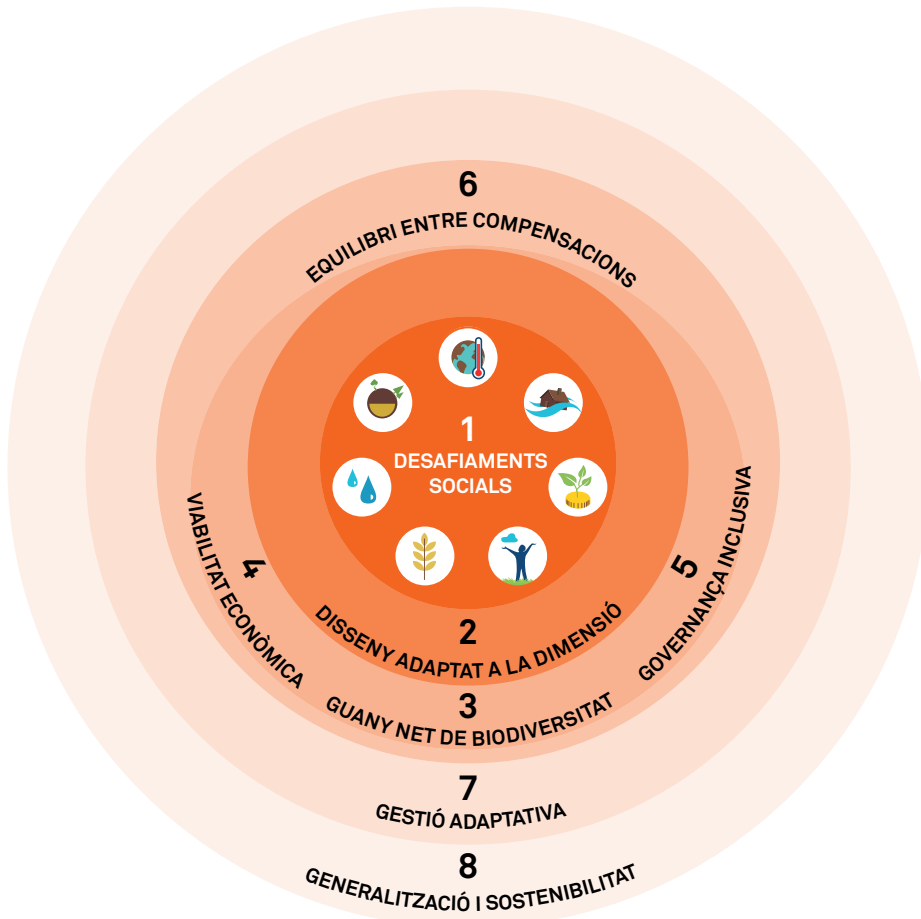 6
EQUILIBRI ENTRE COMPENSACIONS
1
DESAFIAMENTS
SOCIALS
4
VIABILITAT ECONÒMICA
5
GOVERNANÇA INCLUSIVA
2
DISSENY ADAPTAT A LA DIMENSIÓ
3
GUANY NET DE BIODIVERSITAT
7
GESTIÓ ADAPTATIVA
8
GENERALITZACIÓ I SOSTENIBILITAT